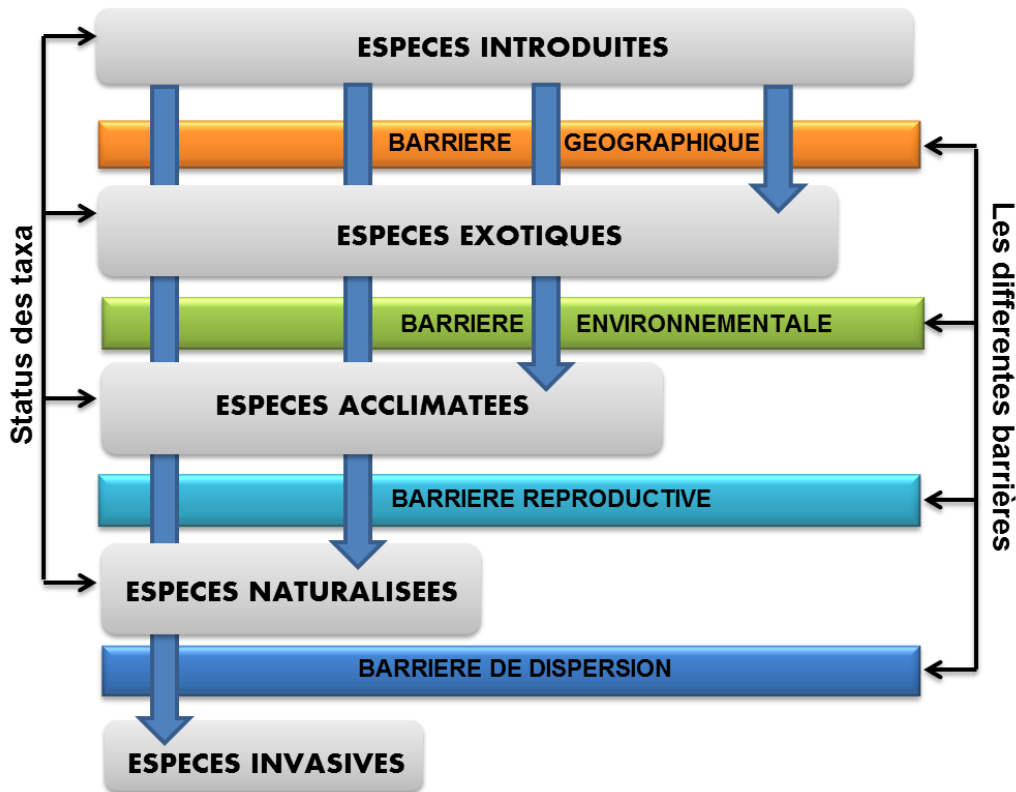 ESPECES INTRODUITES
BARRIERE GEOGRAPHIQUE
ESPECES EXOTIQUES
BARRIERE ENVIRONNEMENTALE
ESPECES ACCLIMATEES
BARRIERE REPRODUCTIVE
ESPECES NATURALISEES
BARRIERE DE DISPERSION
ESPECES INVASIVES
Status des taxa
Les differentes barrières